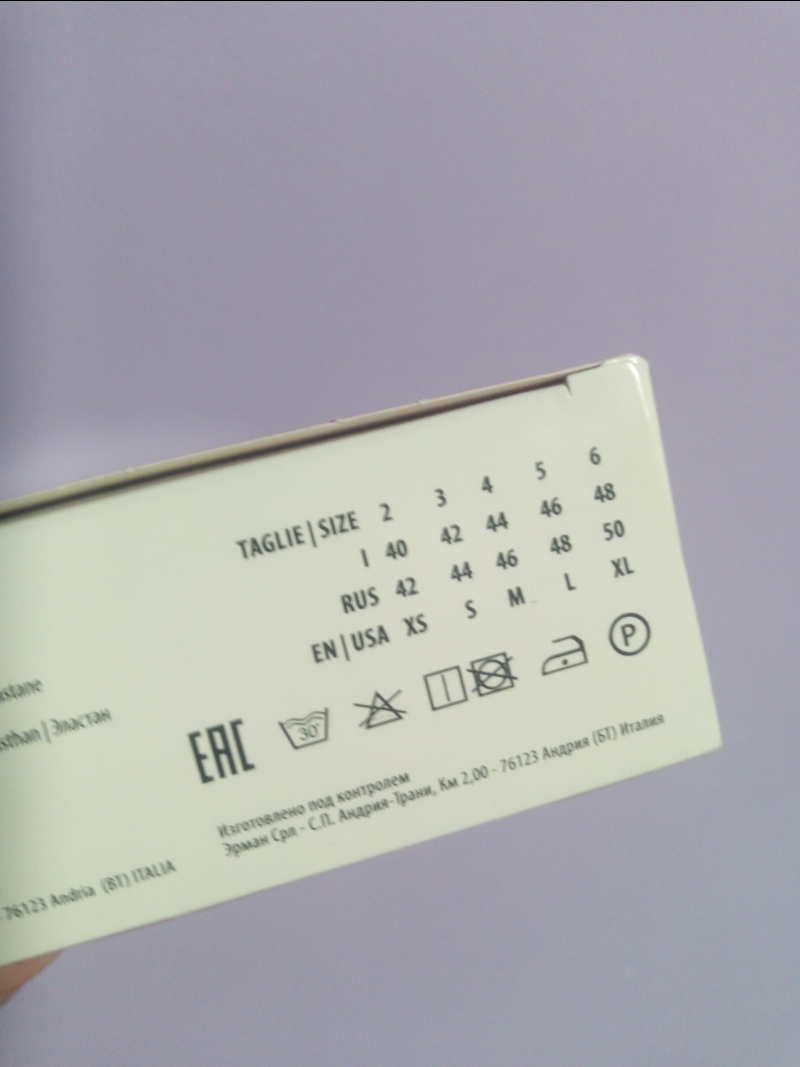 TAGLIE|SIZE 2 3 4 5 6
I 40 42 44 46 48
RUS 42 44 46 48 50
EN|USA XS S M L XL
Эластан
EAC 30° P
Изготовлено под контролем
Эрман Срл - С.П. Андрия-Трани, Км 2,00 - 76123 Андрия (БТ) Италия
- 76123 Andria (BT) ITALIA